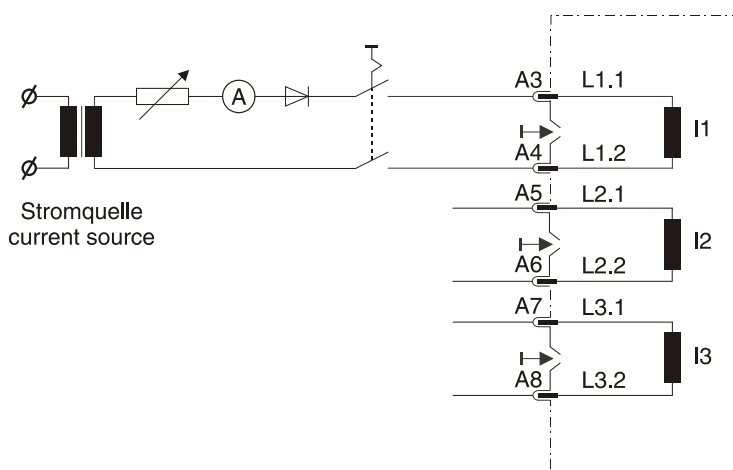 A3 L1.1
A
I1
A4 L1.2
A5 L2.1
Stromquelle
current source
I2
A6 L2.2
A7 L3.1
I3
A8 L3.2